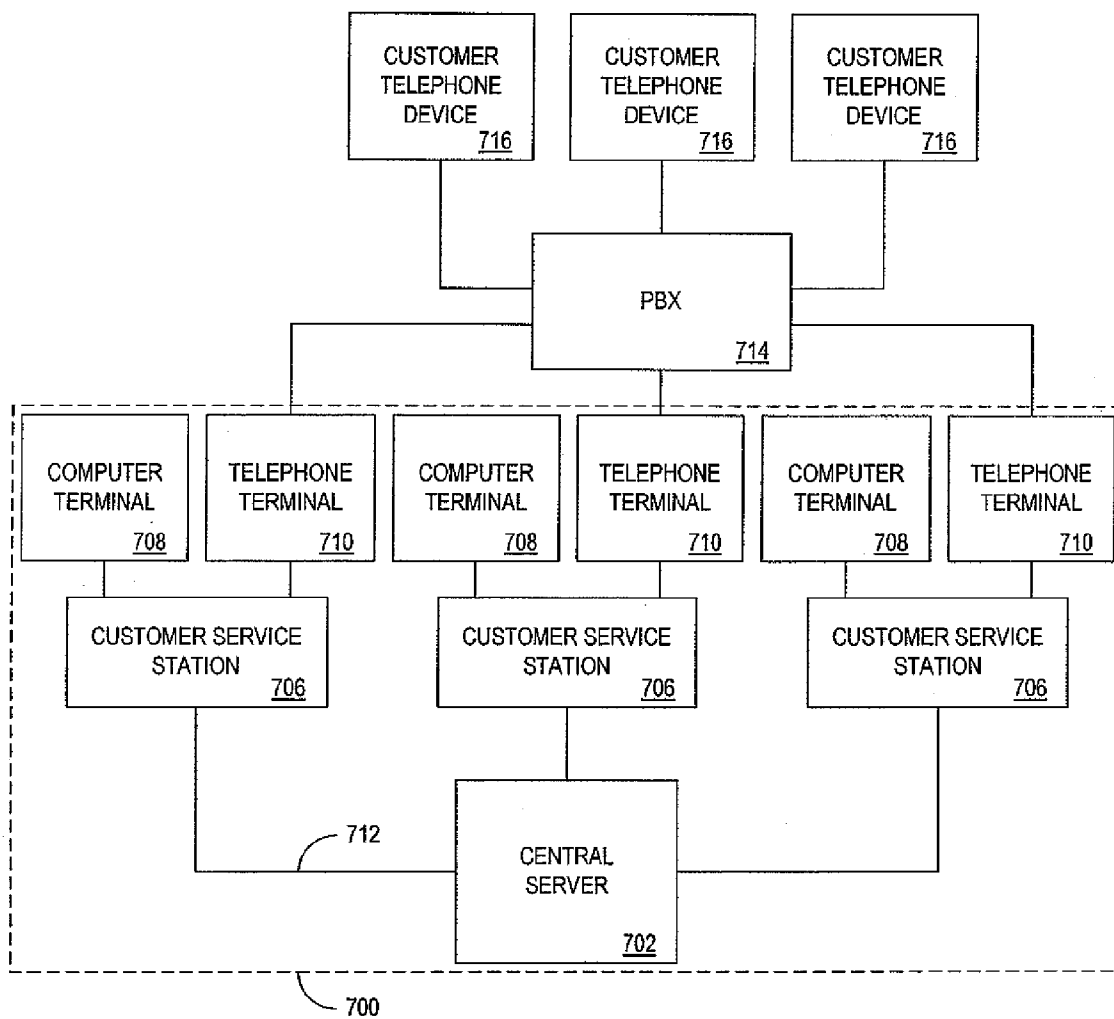 CUSTOMER
TELEPHONE
DEVICE
716
CUSTOMER
TELEPHONE
DEVICE
716
CUSTOMER
TELEPHONE
DEVICE
716
PBX
714
COMPUTER
TERMINAL
708
TELEPHONE
TERMINAL
710
COMPUTER
TERMINAL
708
TELEPHONE
TERMINAL
710
COMPUTER
TERMINAL
708
TELEPHONE
TERMINAL
710
CUSTOMER SERVICE
STATION
706
CUSTOMER SERVICE
STATION
706
CUSTOMER SERVICE
STATION
706
712
CENTRAL
SERVER
702
700